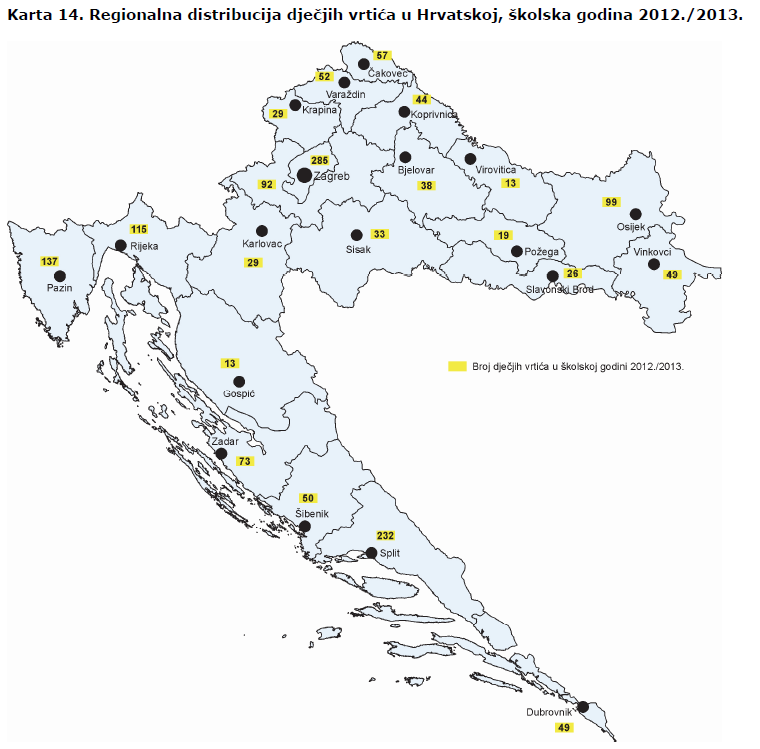 Karta 14. Regionalna distribucija dječjih vrtića u Hrvatskoj, školska godina 2012./2013.
57
Čakovec
52
Varaždin
29
Krapina
44
Koprivnica
285
Zagreb
92
Bjelovar
38
Virovitica
13
99
Osijek
115
Rijeka
137
Pazin
Karlovac
29
33
Sisak
19
Požega
26
Slavonski Brod
Vinkovci
49
Broj dječjih vrtića u školskoj godini 2012./2013.
13
Gospić
Zadar
73
50
Šibenik
232
Split
Dubrovnik
49